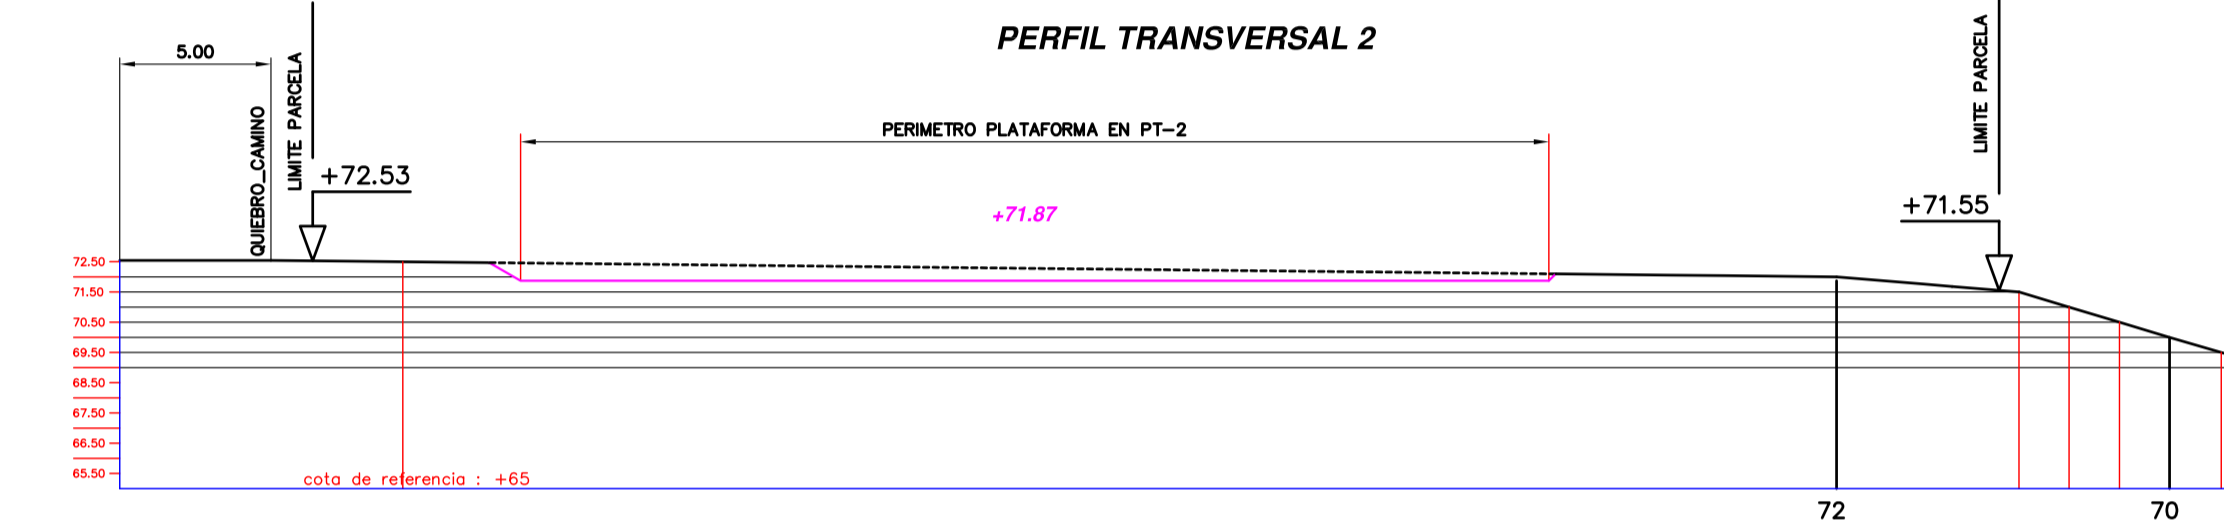 PERFIL TRANSVERSAL 2
5.00
QUIEBRO_CAMINO
LIMITE PARCELA
+72.53
PERIMETRO PLATAFORMA EN PT-2
+71.87
LIMITE PARCELA
+71.55
72.50
71.50
70.50
69.50
68.50
67.50
66.50
65.50
cota de referencia : +65
72
70